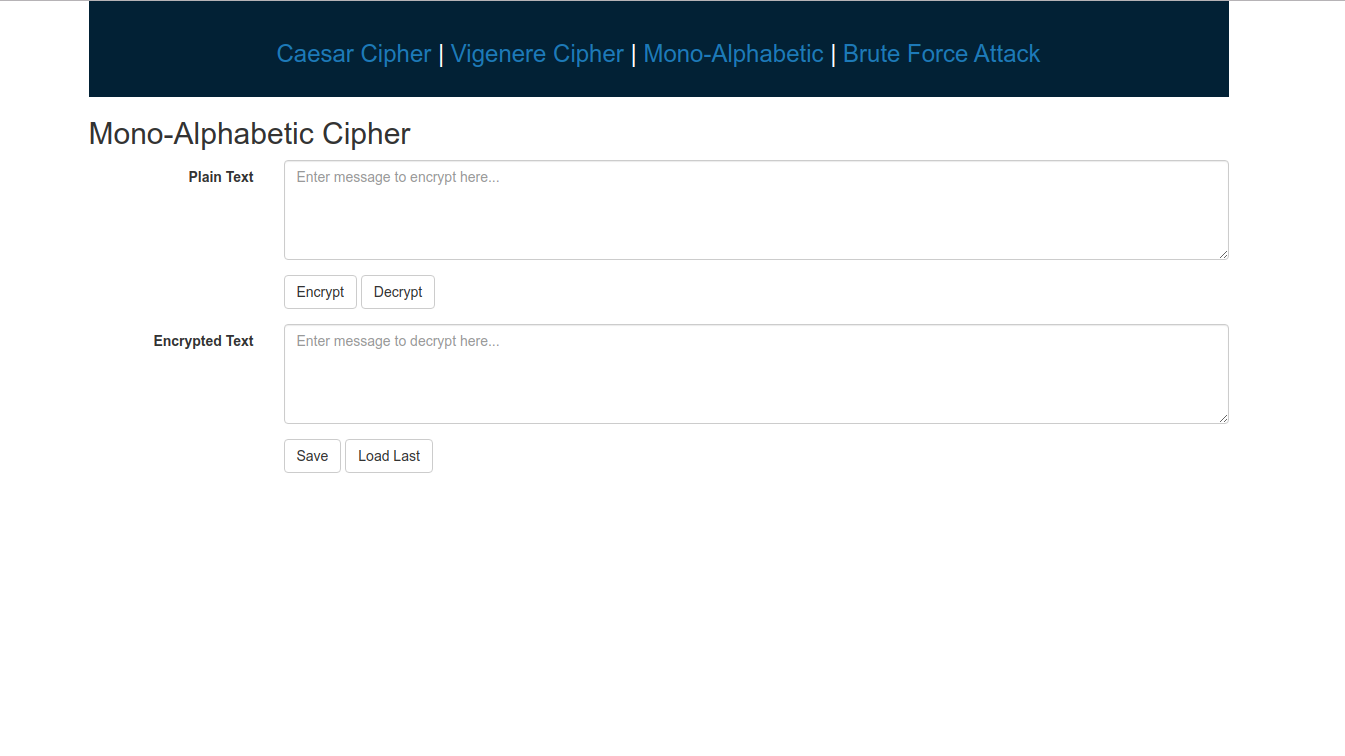 Caesar Cipher | Vigenere Cipher | Mono-Alphabetic | Brute Force Attack
Mono-Alphabetic Cipher
Plain Text
Enter message to encrypt here...
Encrypt Decrypt
Encrypted Text
Enter message to decrypt here...
Save Load Last